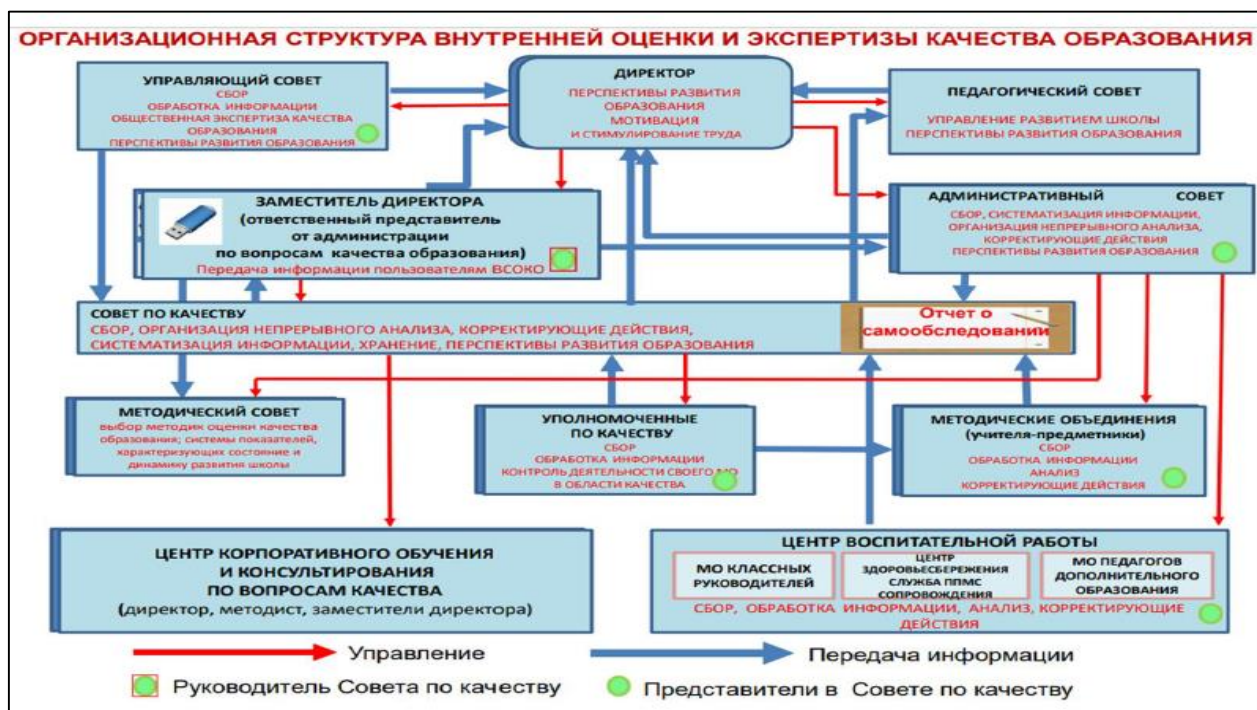 ОРГАНИЗАЦИОННАЯ СТРУКТУРА ВНУТРЕННЕЙ ОЦЕНКИ И ЭКСПЕРТИЗЫ КАЧЕСТВА ОБРАЗОВАНИЯ
УПРАВЛЯЮЩИЙ СОВЕТ
СБОР
ОБРАБОТКА ИНФОРМАЦИИ
ОБЩЕСТВЕННАЯ ЭКСПЕРТИЗА КАЧЕСТВА
ОБРАЗОВАНИЯ
ПЕРСПЕКТИВЫ РАЗВИТИЯ ОБРАЗОВАНИЯ
ДИРЕКТОР
ПЕРСПЕКТИВЫ РАЗВИТИЯ
ОБРАЗОВАНИЯ
МОТИВАЦИЯ
И СТИМУЛИРОВАНИЕ ТРУДА
ПЕДАГОГИЧЕСКИЙ СОВЕТ
УПРАВЛЕНИЕ РАЗВИТИЕМ ШКОЛЫ
ПЕРСПЕКТИВЫ РАЗВИТИЯ ОБРАЗОВАНИЯ
ЗАМЕСТИТЕЛЬ ДИРЕКТОРА
(ответственный представитель
от администрации
по вопросам качества образования)
Передача информации пользователям ВСОКО
АДМИНИСТРАТИВНЫЙ СОВЕТ
СБОР, СИСТЕМАТИЗАЦИЯ ИНФОРМАЦИИ,
ОРГАНИЗАЦИЯ НЕПРЕРЫВНОГО АНАЛИЗА,
КОРРЕКТИРУЮЩИЕ ДЕЙСТВИЯ
ПЕРСПЕКТИВЫ РАЗВИТИЯ ОБРАЗОВАНИЯ
СОВЕТ ПО КАЧЕСТВУ
СБОР, ОРГАНИЗАЦИЯ НЕПРЕРЫВНОГО АНАЛИЗА, КОРРЕКТИРУЮЩИЕ ДЕЙСТВИЯ,
СИСТЕМАТИЗАЦИЯ ИНФОРМАЦИИ, ХРАНЕНИЕ, ПЕРСПЕКТИВЫ РАЗВИТИЯ ОБРАЗОВАНИЯ
Отчет о
самообследовании
МЕТОДИЧЕСКИЙ СОВЕТ
выбор методик оценки качества
образования; системы показателей,
характеризующих состояние и
динамику развития школы
УПОЛНОМОЧЕННЫЕ
ПО КАЧЕСТВУ
СБОР
ОБРАБОТКА ИНФОРМАЦИИ
КОНТРОЛЬ ДЕЯТЕЛЬНОСТИ СВОЕГО МО
В ОБЛАСТИ КАЧЕСТВА
МЕТОДИЧЕСКИЕ ОБЪЕДИНЕНИЯ
(учителя-предметники)
СБОР
ОБРАБОТКА ИНФОРМАЦИИ
АНАЛИЗ
КОРРЕКТИРУЮЩИЕ ДЕЙСТВИЯ
ЦЕНТР КОРПОРАТИВНОГО ОБУЧЕНИЯ
И КОНСУЛЬТИРОВАНИЯ
ПО ВОПРОСАМ КАЧЕСТВА
(директор, методист, заместители директора)
ЦЕНТР ВОСПИТАТЕЛЬНОЙ РАБОТЫ
МО КЛАССНЫХ
РУКОВОДИТЕЛЕЙ
ЦЕНТР
ЗДОРОВЬЕСБЕРЕЖЕНИЯ
СЛУЖБА ППМС
СОПРОВОЖДЕНИЯ
МО ПЕДАГОГОВ
ДОПОЛНИТЕЛЬНОГО
ОБРАЗОВАНИЯ
СБОР, ОБРАБОТКА ИНФОРМАЦИИ, АНАЛИЗ, КОРРЕКТИРУЮЩИЕ
ДЕЙСТВИЯ
Управление
Передача информации
Руководитель Совета по качеству
Представители в Совете по качеству